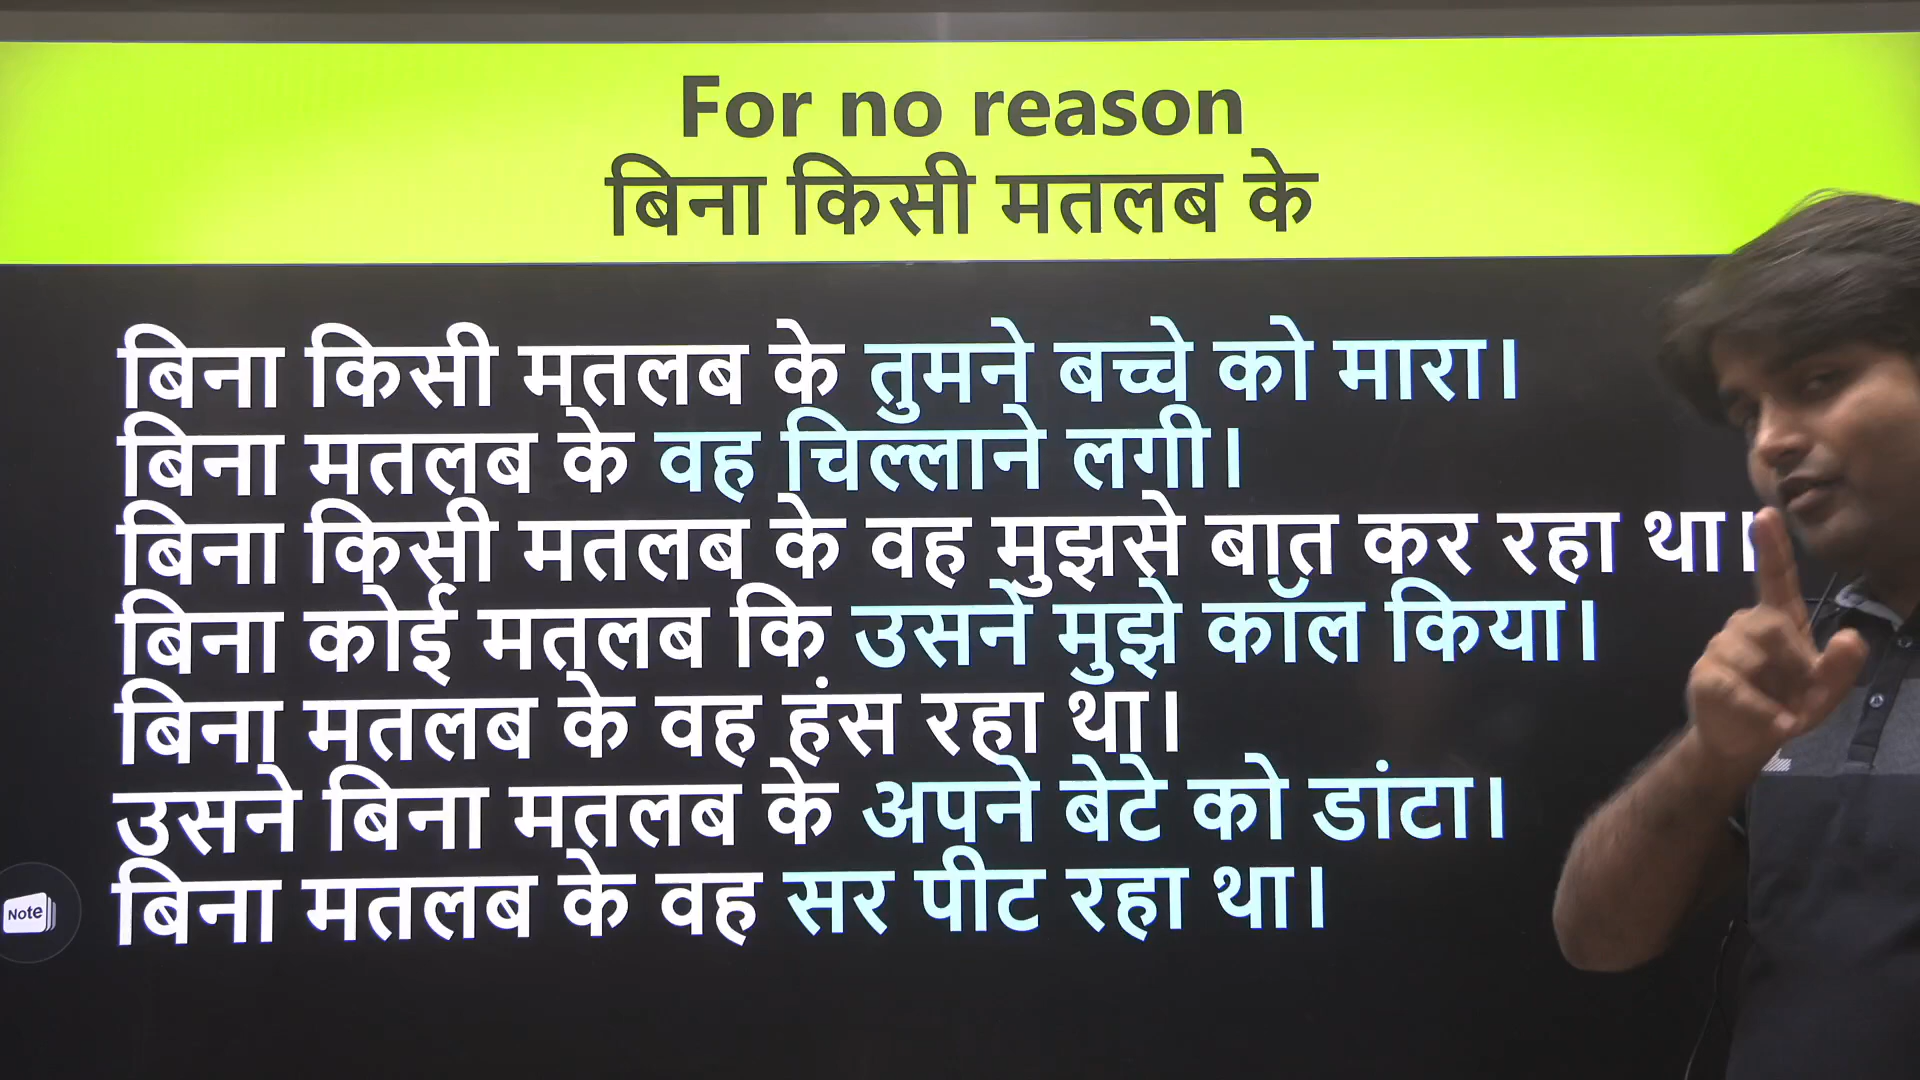 For no reason
बिना किसी मतलब के
बिना किसी मतलब के तुमने बच्चे को मारा।
बिना मतलब के वह चिल्लाने लगी।
बिना किसी मतलब के वह मुझसे बात कर रहा था।
बिना कोई मतलब कि उसने मुझे कॉल किया।
बिना मतलब के वह हंस रहा था।
उसने बिना मतलब के अपने बेटे को डांटा।
बिना मतलब के वह सर पीट रहा था।
Note